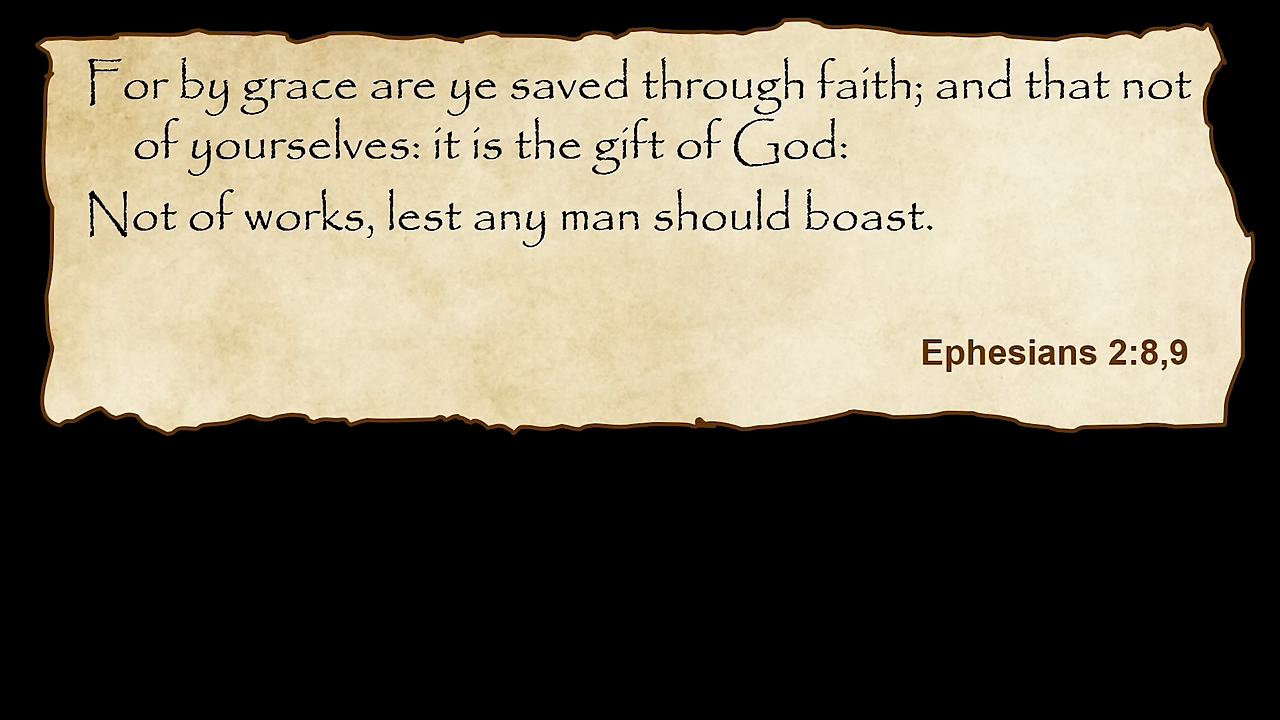 For by grace are ye saved through faith; and that not
of yourselves: it is the gift of God:
Not of works, lest any man should boast.
Ephesians 2:8,9